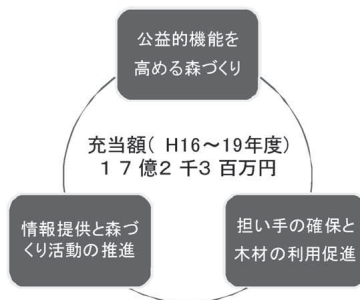 公益的機能を
高める森づくり
充当額( H16～19年度)
17億2千3百万円
情報提供と森づ
くり活動の推進
担い手の確保と
木材の利用促進